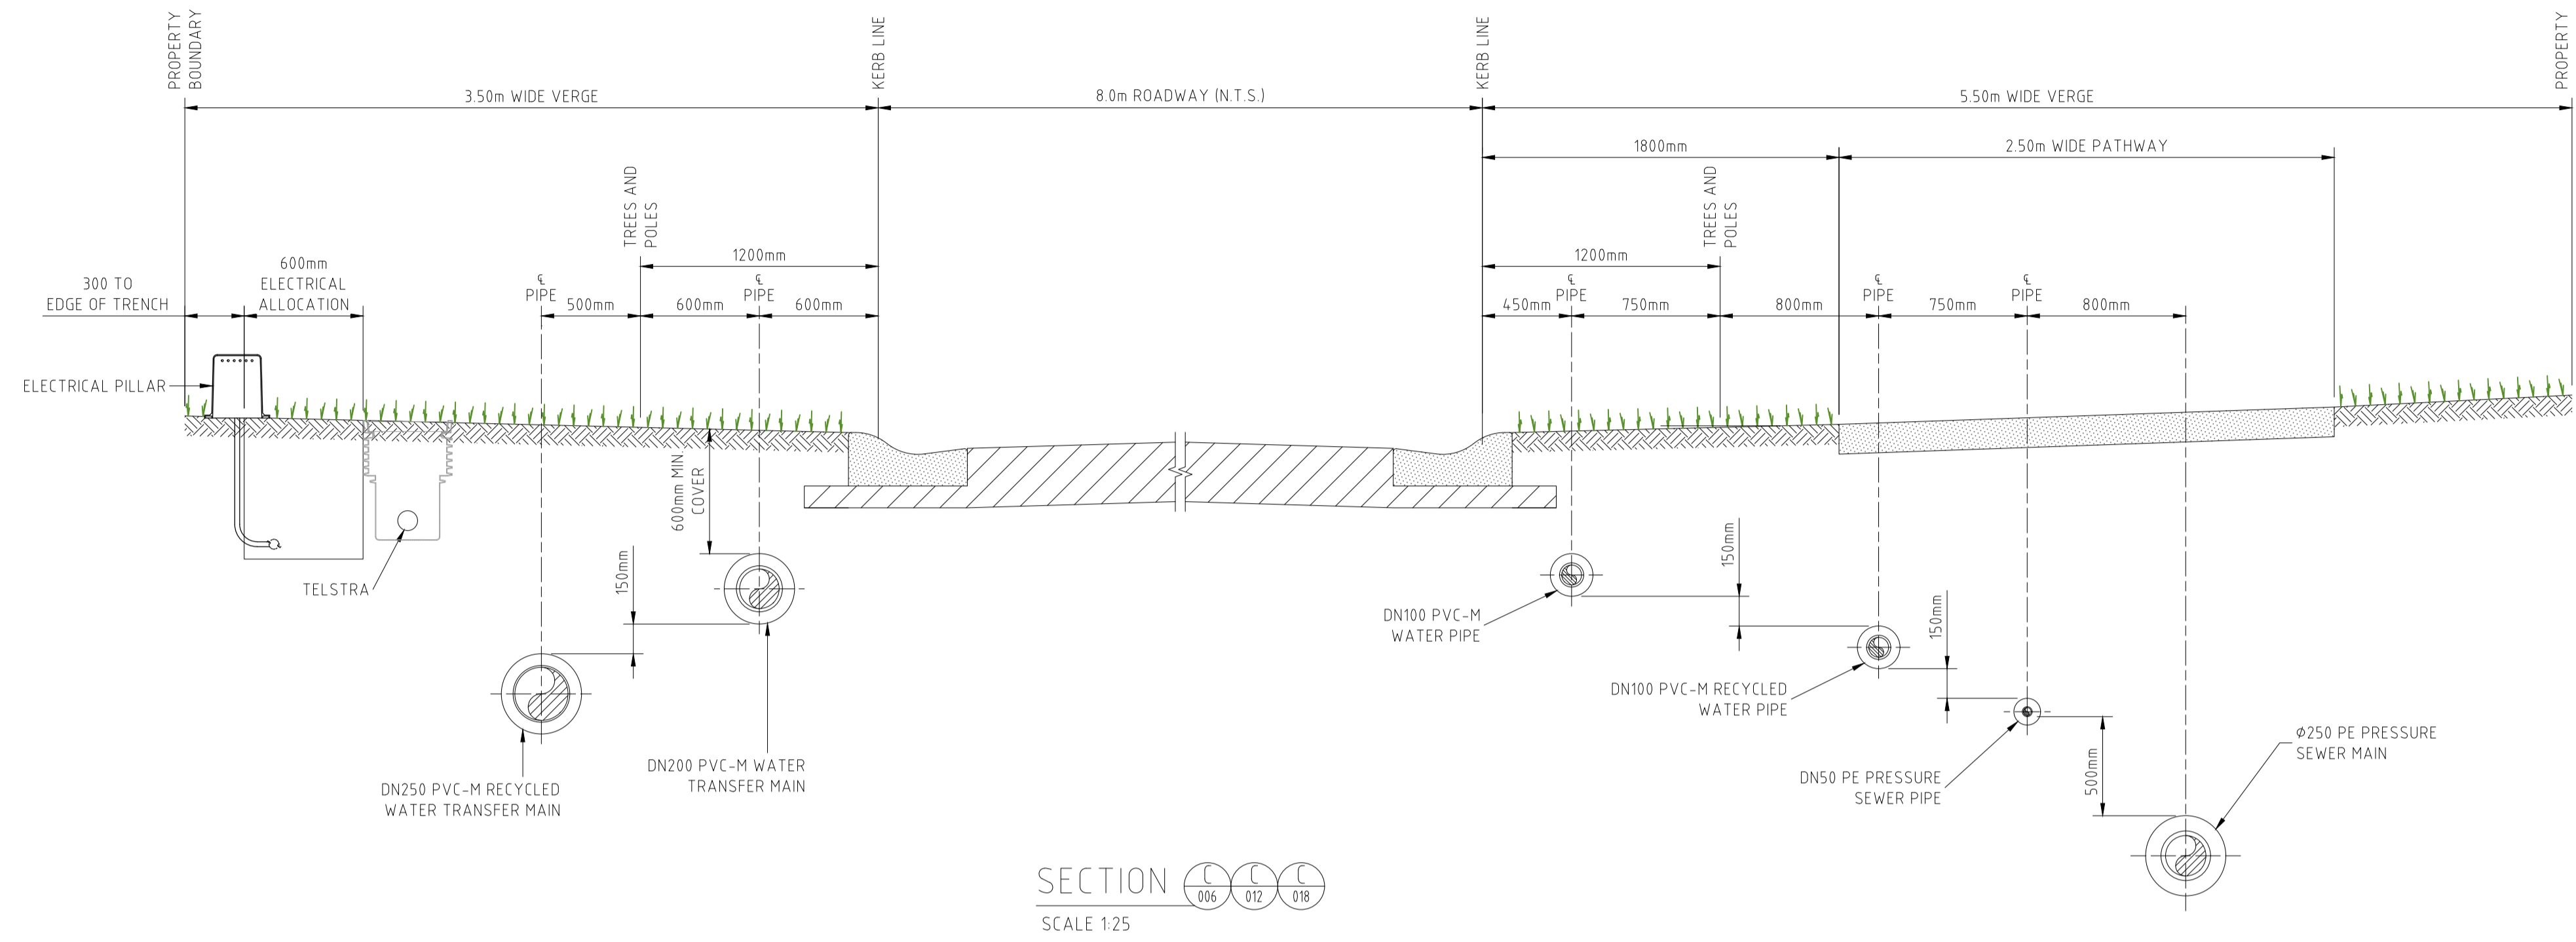 PROPERTY
BOUNDARY
KERB LINE
KERB LINE
PROPERTY
3.50m WIDE VERGE
8.0m ROADWAY (N.T.S.)
5.50m WIDE VERGE
1800mm
2.50m WIDE PATHWAY
TREES AND
POLES
TREES AND
POLES
1200mm
1200mm
300 TO
EDGE OF TRENCH
600mm
ELECTRICAL
ALLOCATION
℄
PIPE
℄
PIPE
℄
PIPE
℄
PIPE
℄
PIPE
500mm
600mm
600mm
450mm
750mm
800mm
750mm
800mm
ELECTRICAL PILLAR
600mm MIN.
COVER
TELSTRA
150mm
150mm
150mm
500mm
DN100 PVC-M
WATER PIPE
DN100 PVC-M RECYCLED
WATER PIPE
DN250 PVC-M RECYCLED
WATER TRANSFER MAIN
DN200 PVC-M WATER
TRANSFER MAIN
DN50 PE PRESSURE
SEWER PIPE
Ø250 PE PRESSURE
SEWER MAIN
SECTION
C
006
C
012
C
018
SCALE 1:25